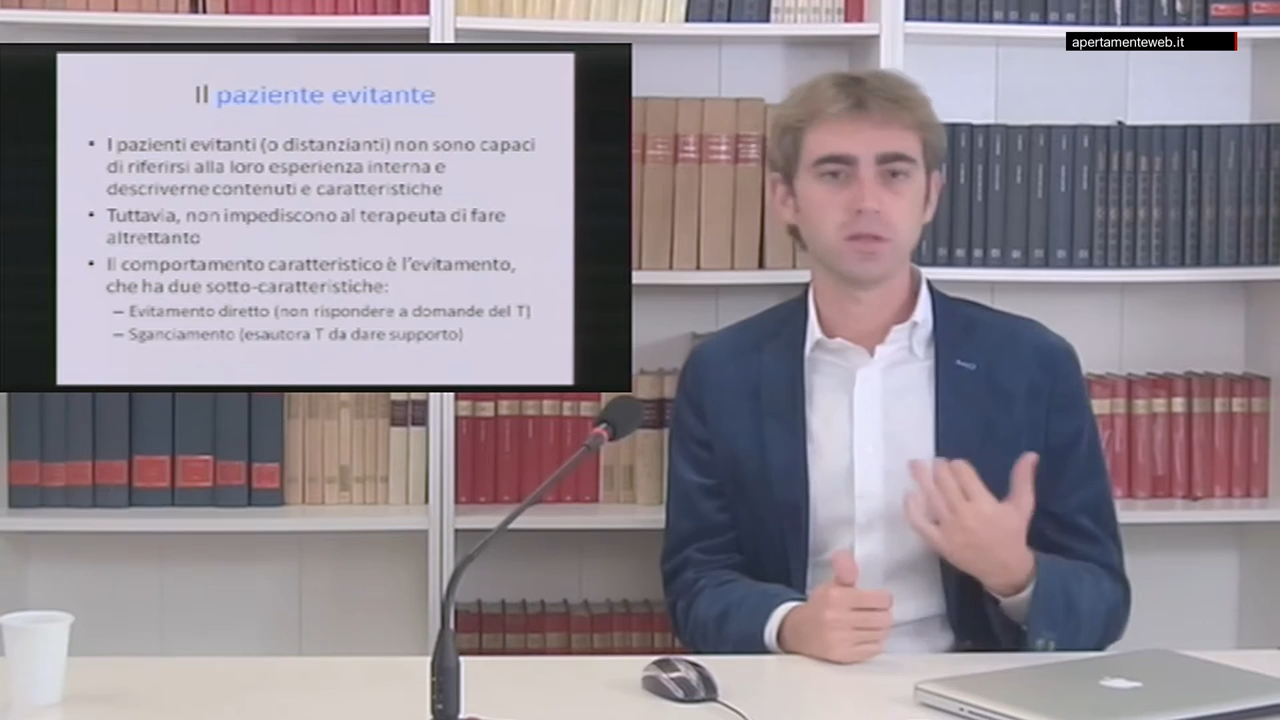 apertamenteweb.it
Il paziente evitante
• I pazienti evitanti (o distanzianti) non sono capaci
di riferirsi alla loro esperienza interna e
descriverne contenuti e caratteristiche
• Tuttavia, non impediscono al terapeuta di fare
altrettanto
• Il comportamento caratteristico è l'evitamento,
che ha due sotto-caratteristiche:
– Evitamento diretto (non rispondere a domande del T)
– Sganciamento (esautora T da dare supporto)